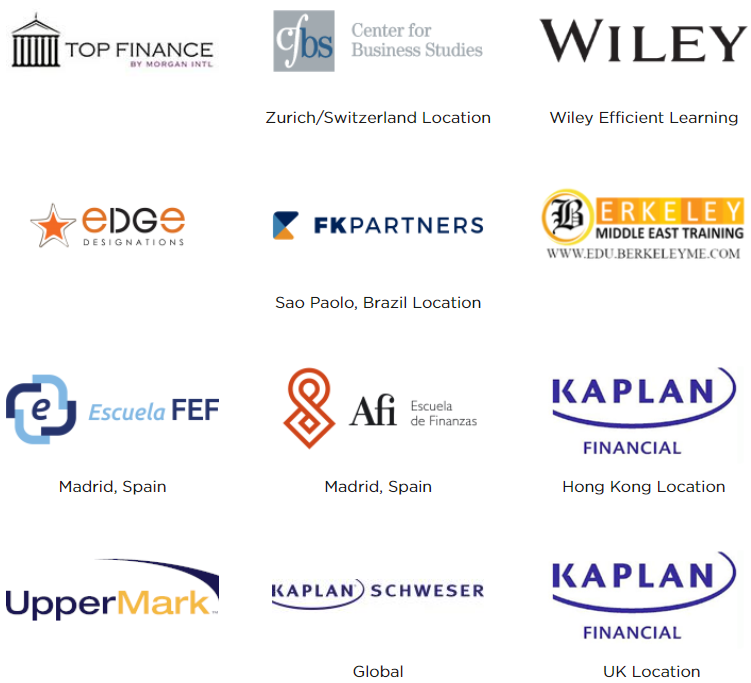 TOP FINANCE
BY MORGAN INTL
cfbs
Center for
Business Studies
WILEY
Zurich/Switzerland Location
Wiley Efficient Learning
eDGe
DESIGNATIONS
FKPARTNERS
BERKELEY
MIDDLE EAST TRAINING
WWW.EDU.BERKELEYME.COM
Sao Paolo, Brazil Location
e
Escuela FEF
Afi
Escuela
de Finanzas
KAPLAN
FINANCIAL
Madrid, Spain
Madrid, Spain
Hong Kong Location
UpperMark
KAPLAN SCHWESER
KAPLAN
FINANCIAL
Global
UK Location